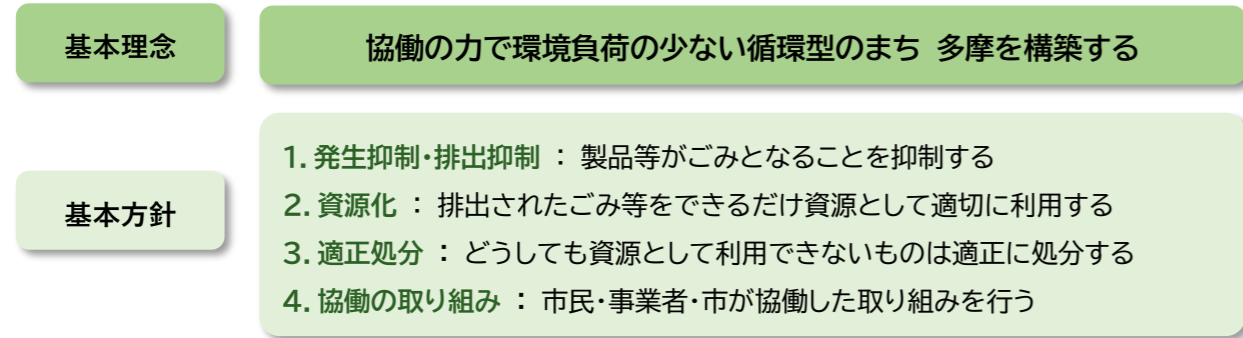 基本理念
協働の力で環境負荷の少ない循環型のまち 多摩を構築する
基本方針
1. 発生抑制・排出抑制 : 製品等がごみとなることを抑制する
2. 資源化 : 排出されたごみ等をできるだけ資源として適切に利用する
3. 適正処分 : どうしても資源として利用できないものは適正に処分する
4. 協働の取り組み : 市民・事業者・市が協働した取り組みを行う